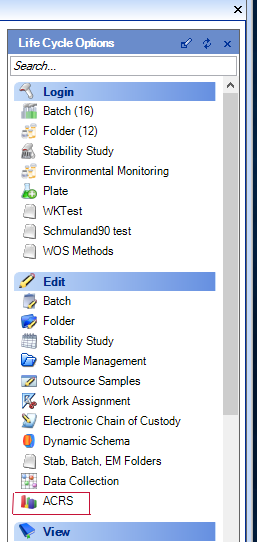 Life Cycle Options
Search...
Login
Batch (16)
Folder (12)
Stability Study
Environmental Monitoring
Plate
WKTest
Schmuland90 test
WOS Methods
Edit
Batch
Folder
Stability Study
Sample Management
Outsource Samples
Work Assignment
Electronic Chain of Custody
Dynamic Schema
Stab, Batch, EM Folders
Data Collection
ACRS
View